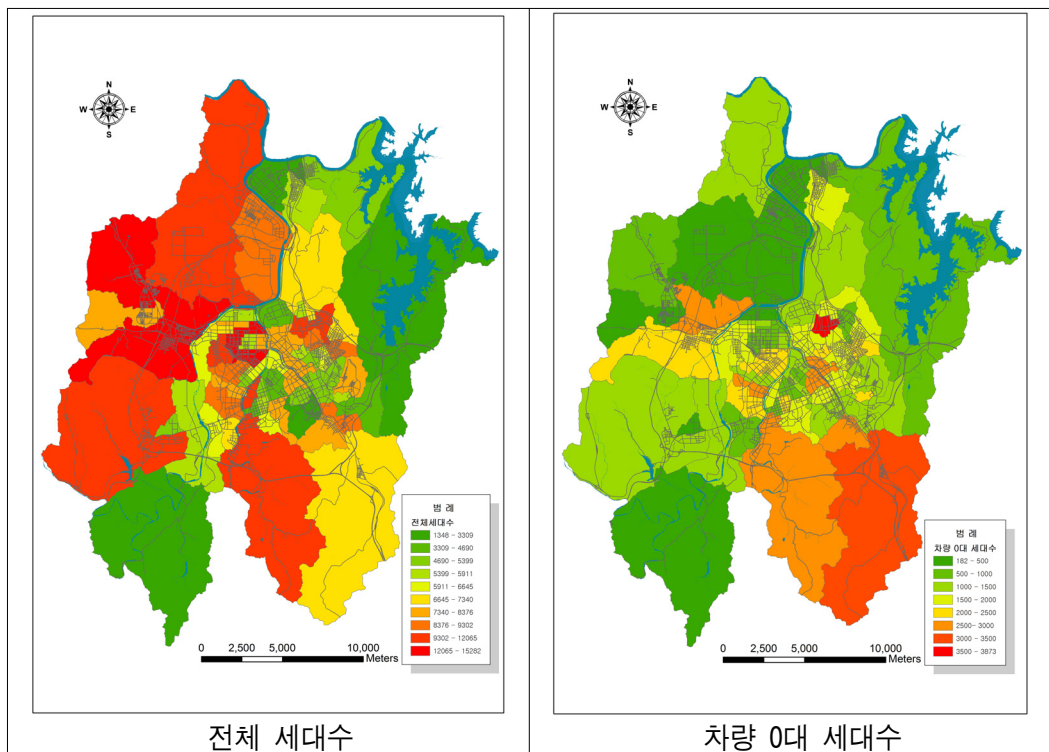 N
W
E
S
범 례
전체세대수
1348 - 3309
3309 - 4690
4690 - 5399
5399 - 5911
5911 - 6645
6645 - 7340
7340 - 8376
8376 - 9302
9302 - 12065
12065 - 15282
0 2,500 5,000 10,000
Meters
전체 세대수
N
W
E
S
범 례
차량 0대 세대수
182 - 500
500 - 1000
1000 - 1500
1500 - 2000
2000 - 2500
2500 - 3000
3000 - 3500
3500 - 3873
0 2,500 5,000 10,000
Meters
차량 0대 세대수